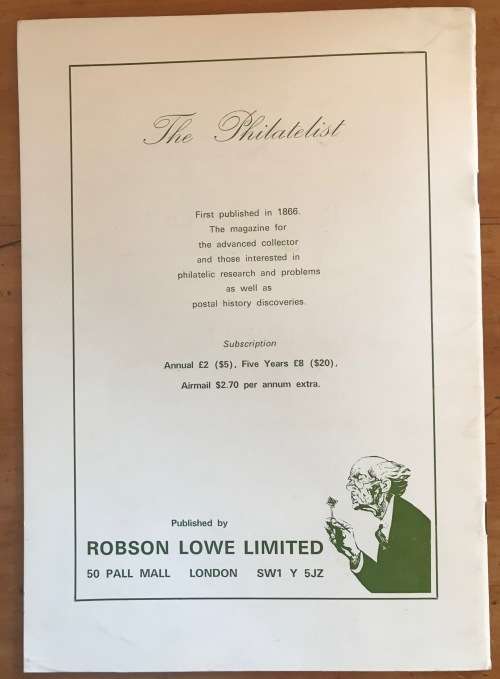 The Philatelist
First published in 1866.
The magazine for
the advanced collector
and those interested in
philatelic research and problems
as well as
postal history discoveries.
Subscription
Annual £2 ($5), Five Years £8 ($20),
Airmail $2.70 per annum extra.
Published by
ROBSON LOWE LIMITED
50 PALL MALL LONDON SW1 Y 5JZ